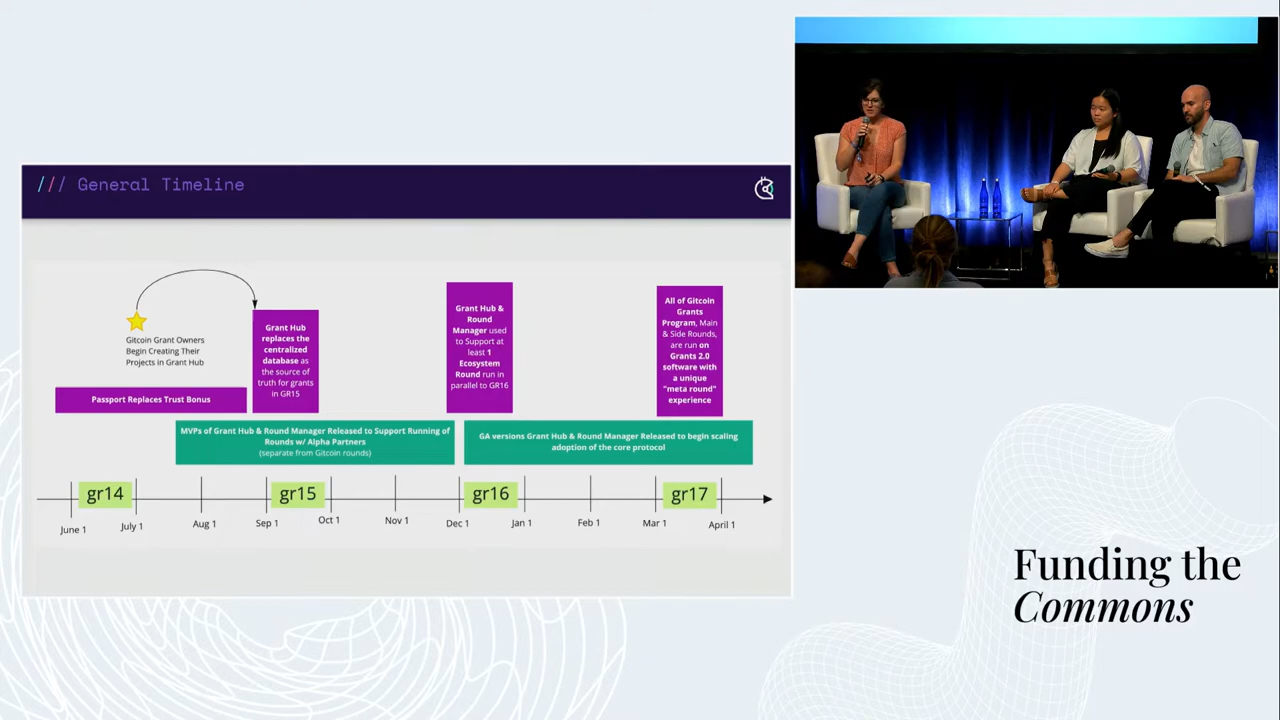 /// General Timeline
Gitcoin Grant Owners
Begin Creating Their
Projects in Grant Hub
Passport Replaces Trust Bonus
Grant Hub
replaces the
centralized
database as
the source of
truth for grants
in GR15
Grant Hub &
Round
Manager used
to Support at
least 1
Ecosystem
Round run in
parallel to GR16
All of Gitcoin
Grants
Program, Main
& Side Rounds,
are run on
Grants 2.0
software with
a unique
"meta round"
experience
MVPs of Grant Hub & Round Manager Released to Support Running of
Rounds w/ Alpha Partners
(separate from Gitcoin rounds)
GA versions Grant Hub & Round Manager Released to begin scaling
adoption of the core protocol
gr14
gr15
gr16
gr17
June 1
July 1
Aug 1
Sep 1
Oct 1
Nov 1
Dec 1
Jan 1
Feb 1
Mar 1
April 1
Funding the
Commons